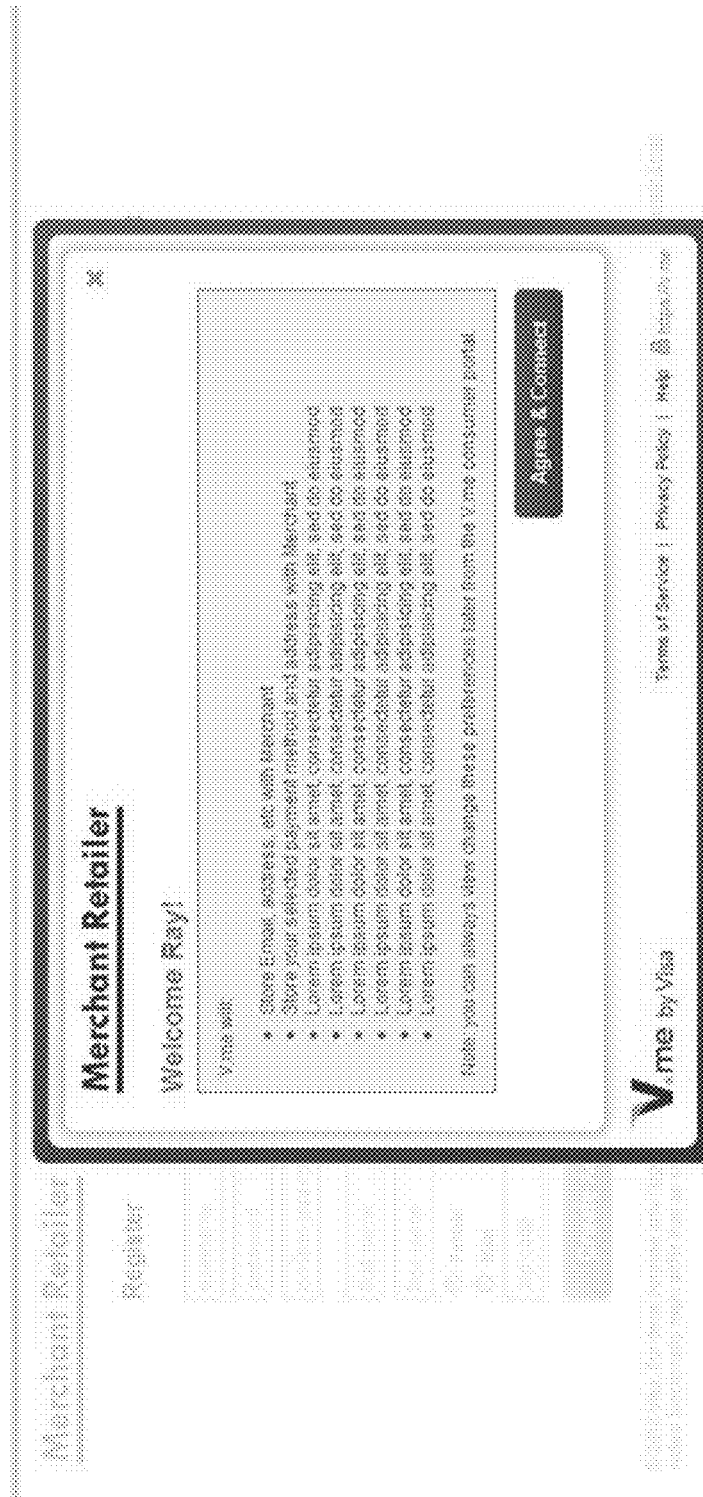 Merchant Retailer
Register
Merchant Retailer
X
Welcome Ray!
V.me will:
• Store Email, address, etc with Merchant
• Store your selected payment method and address with Merchant
• Lorem ipsum dolor sit amet, consectetur adipisicing elit, sed do eiusmod
• Lorem ipsum dolor sit amet, consectetur adipisicing elit, sed do eiusmod
• Lorem ipsum dolor sit amet, consectetur adipisicing elit, sed do eiusmod
• Lorem ipsum dolor sit amet, consectetur adipisicing elit, sed do eiusmod
• Lorem ipsum dolor sit amet, consectetur adipisicing elit, sed do eiusmod
• Lorem ipsum dolor sit amet, consectetur adipisicing elit, sed do eiusmod
Note: you can always view change these preferences later from the V.me consumer portal
Agree & Connect
V.me by Visa
Terms of Service | Privacy Policy | Help https://v.me